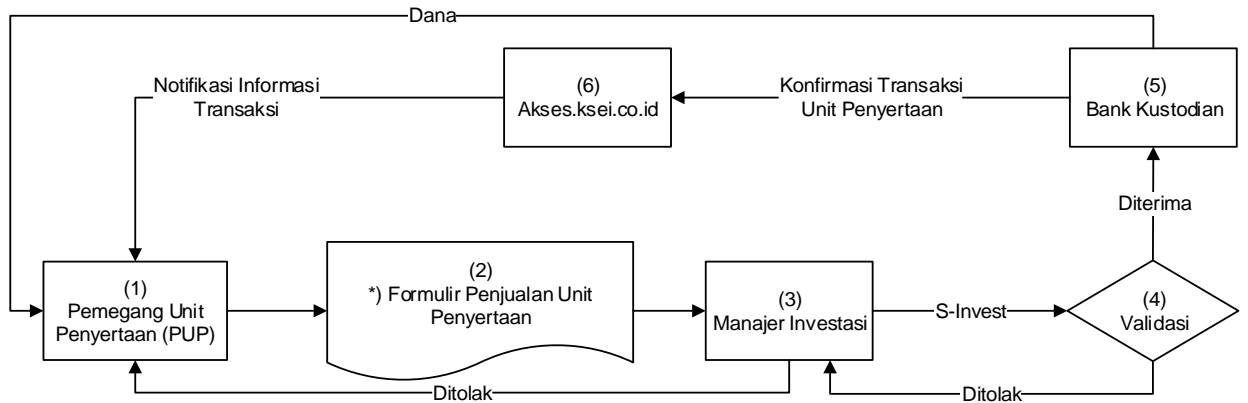 Dana
Notifikasi Informasi
Transaksi
(6)
Akses.ksei.co.id
Konfirmasi Transaksi
Unit Penyertaan
(5)
Bank Kustodian
Diterima
(1)
Pemegang Unit
Penyertaan (PUP)
(2)
*) Formulir Penjualan Unit
Penyertaan
(3)
Manajer Investasi
S-Invest
(4)
Validasi
Ditolak
Ditolak